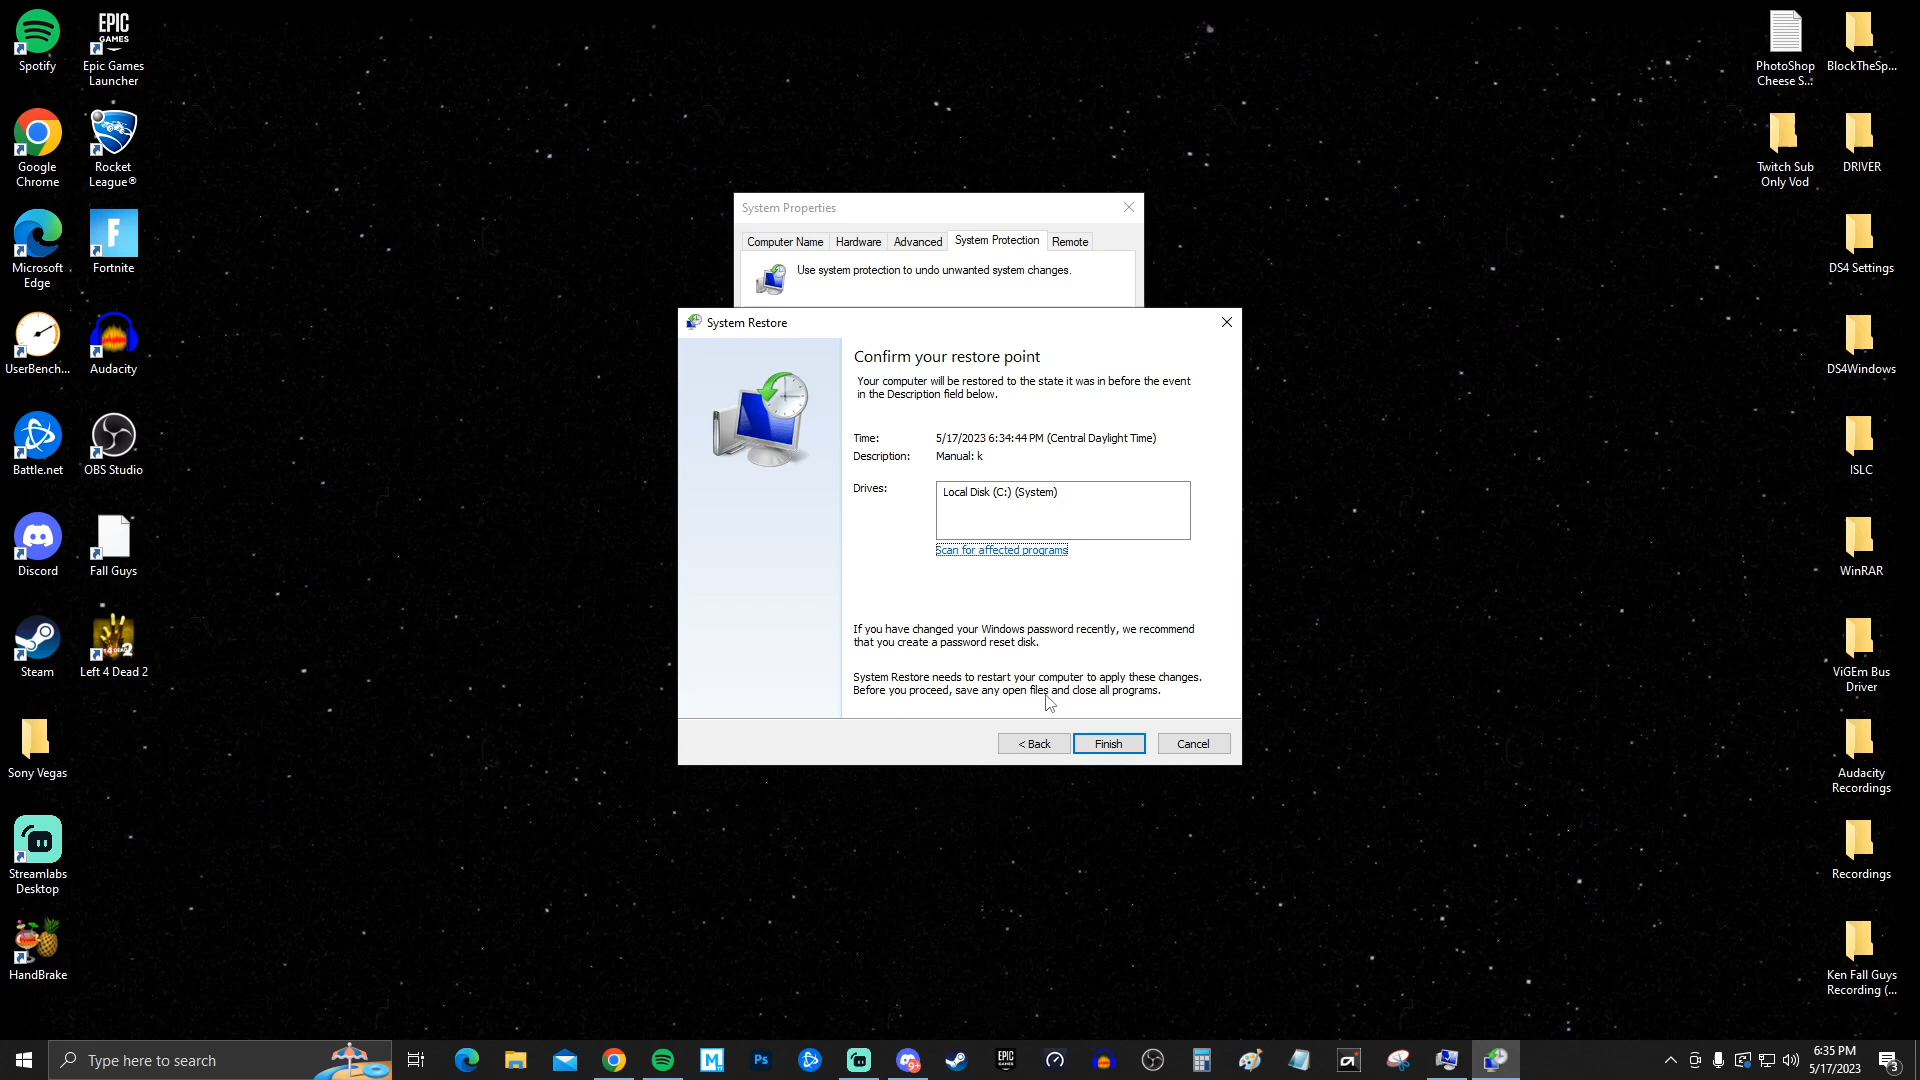 Spotify
EPIC
GAMES
Epic Games
Launcher
Google
Chrome
Rocket
League®
Microsoft
Edge
F
Fortnite
UserBench...
Audacity
Battle.net
OBS Studio
Discord
Fall Guys
Steam
Left 4 Dead 2
Sony Vegas
Streamlabs
Desktop
HandBrake
System Properties
Computer Name
Hardware
Advanced
System Protection
Remote
Use system protection to undo unwanted system changes.
System Restore
Confirm your restore point
Your computer will be restored to the state it was in before the event
in the Description field below.
Time: 5/17/2023 6:34:44 PM (Central Daylight Time)
Description: Manual: k
Drives: Local Disk (C:) (System)
Scan for affected programs
If you have changed your Windows password recently, we recommend
that you create a password reset disk.
System Restore needs to restart your computer to apply these changes.
Before you proceed, save any open files and close all programs.
< Back
Finish
Cancel
PhotoShop
Cheese S...
BlockTheSp...
Twitch Sub
Only Vod
DRIVER
DS4 Settings
DS4Windows
ISLC
WinRAR
ViGEm Bus
Driver
Audacity
Recordings
Recordings
Ken Fall Guys
Recording (...
Type here to search
M
Ps
9+
EPIC
GAMES
6:35 PM
5/17/2023
3